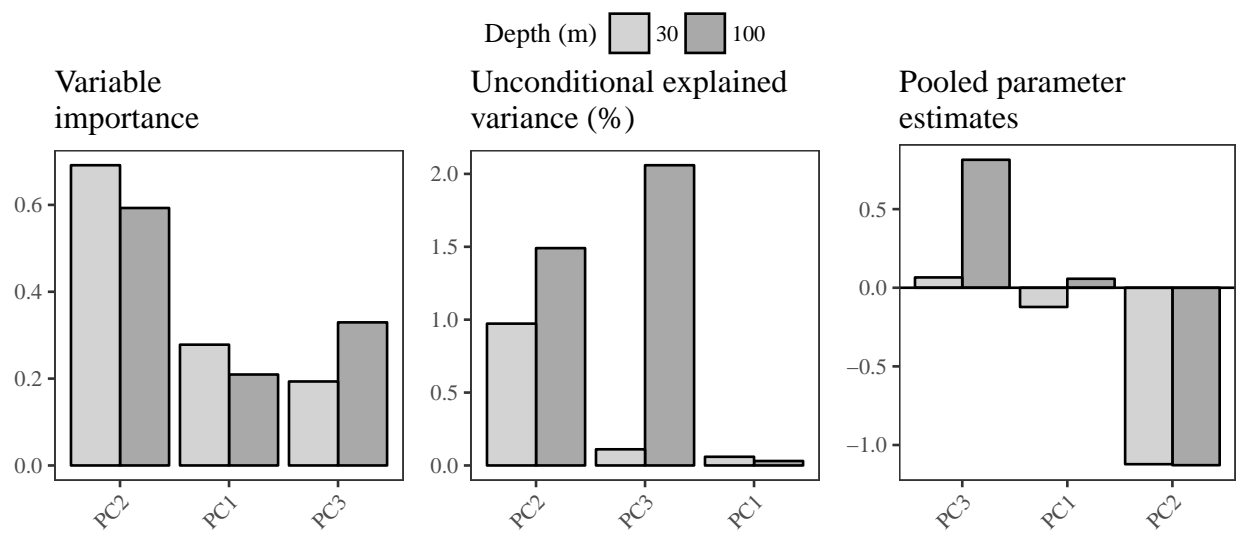 Depth (m) 30 100
Variable
importance
0.6
0.4
0.2
0.0
PC2 PC1 PC3
Unconditional explained
variance (%)
2.0
1.5
1.0
0.5
0.0
PC2 PC3 PC1
Pooled parameter
estimates
0.5
0.0
−0.5
−1.0
PC3 PC1 PC2